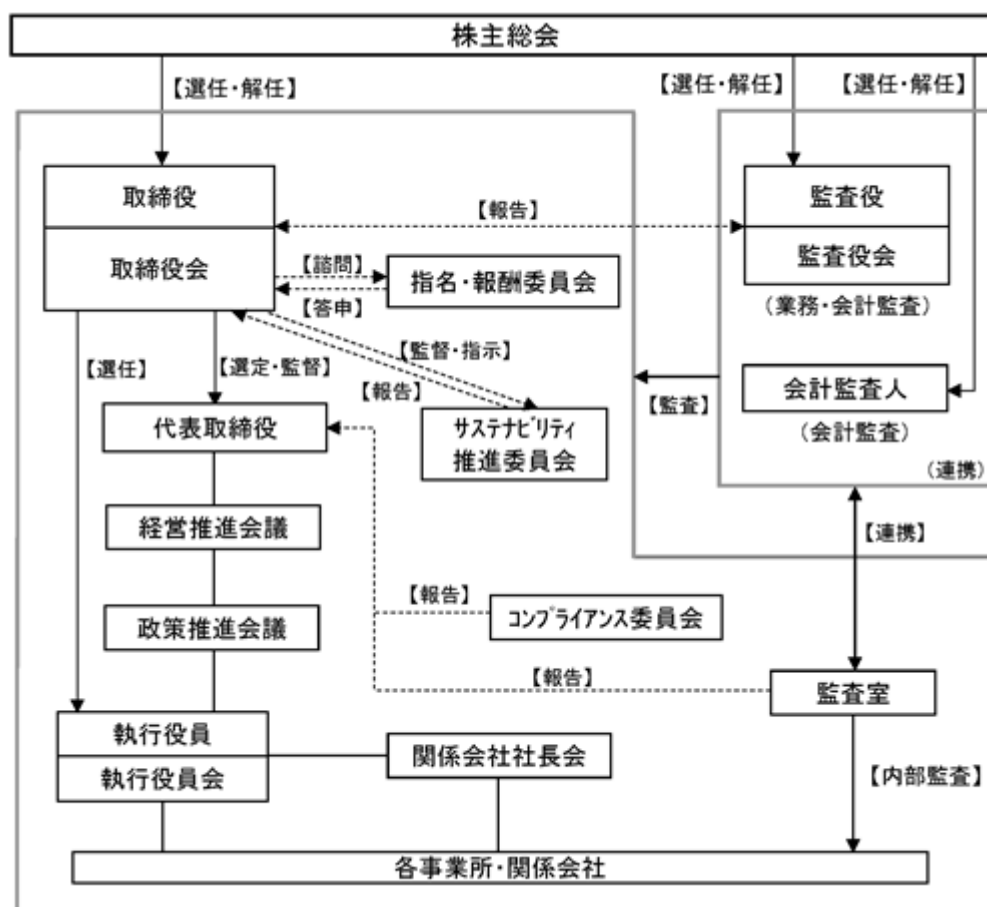 株主総会
【選任・解任】
【選任・解任】
【選任・解任】
取締役
取締役会
【報告】
監査役
監査役会
(業務・会計監査)
【諮問】
【答申】
指名・報酬委員会
【選任】
【選定・監督】
【監督・指示】
【報告】
【監査】
会計監査人
(会計監査)
(連携)
代表取締役
サステナビリティ
推進委員会
経営推進会議
【連携】
【報告】
コンプライアンス委員会
政策推進会議
【報告】
監査室
執行役員
執行役員会
関係会社社長会
【内部監査】
各事業所・関係会社